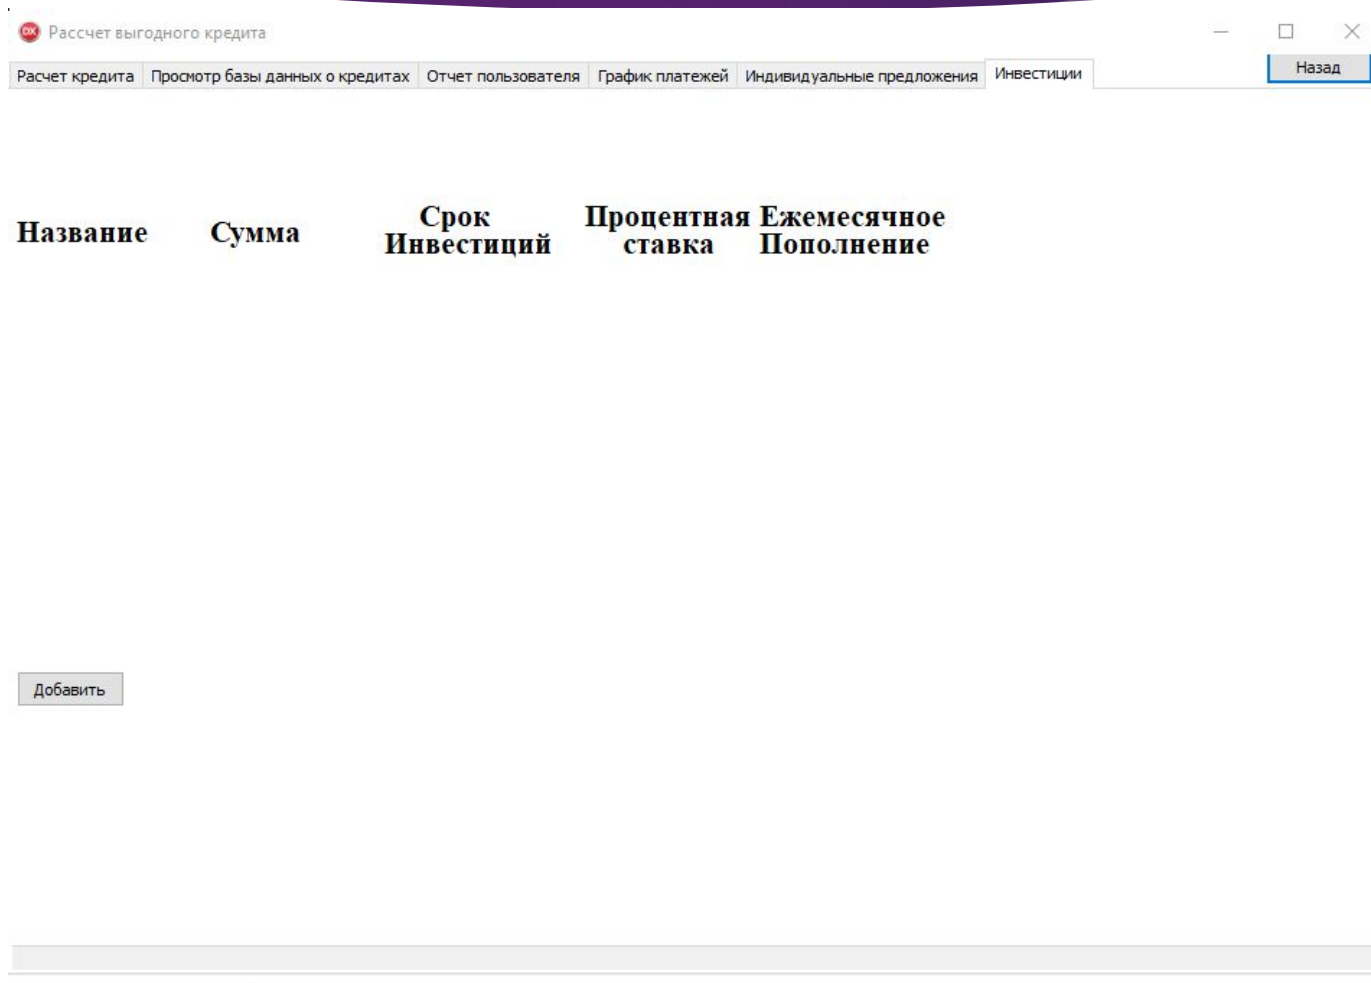 DX Рассчет выгодного кредита
Расчет кредита Просмотр базы данных о кредитах Отчет пользователя График платежей Индивидуальные предложения Инвестиции Назад
Название Сумма Срок Инвестиций Процентная ставка Ежемесячное Пополнение
Добавить